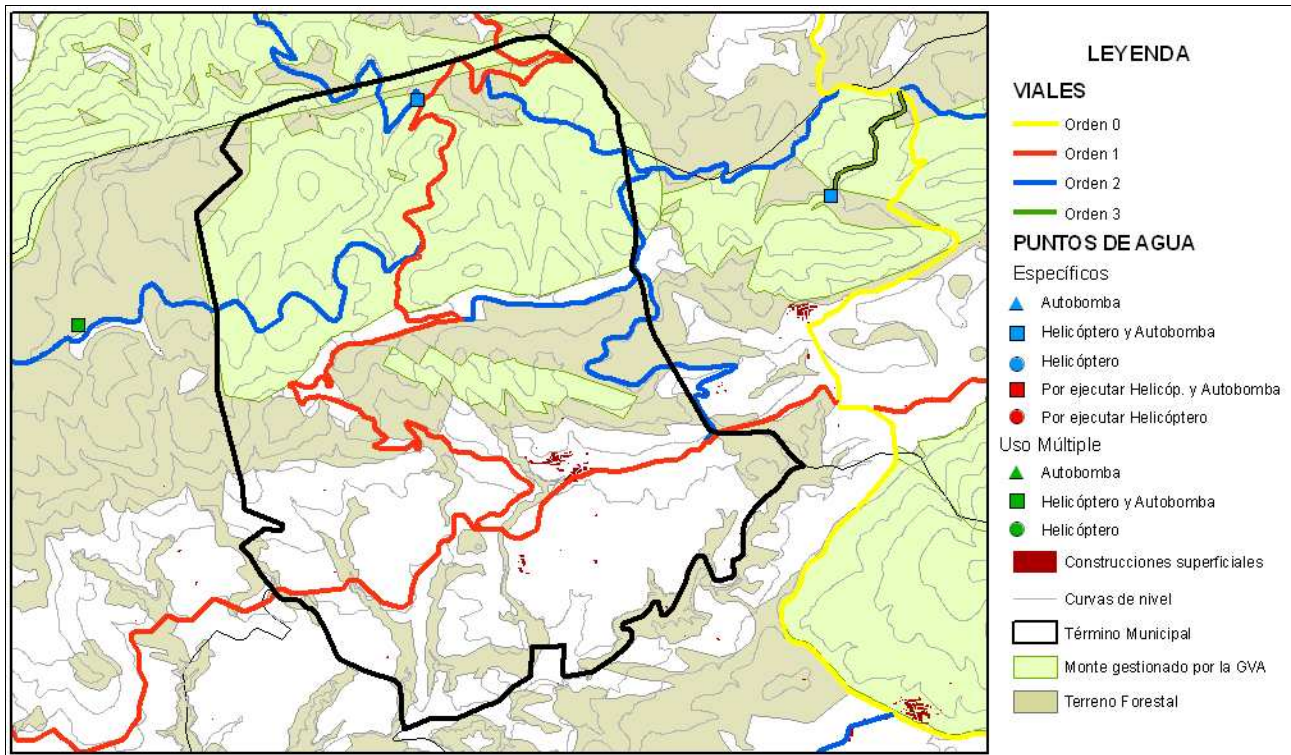 LEYENDA
VIALES
Orden 0
Orden 1
Orden 2
Orden 3
PUNTOS DE AGUA
Específicos
Autobomba
Helicóptero y Autobomba
Helicóptero
Por ejecutar Helicóp. y Autobomba
Por ejecutar Helicóptero
Uso Múltiple
Autobomba
Helicóptero y Autobomba
Helicóptero
Construcciones superficiales
Curvas de nivel
Término Municipal
Monte gestionado por la GVA
Terreno Forestal